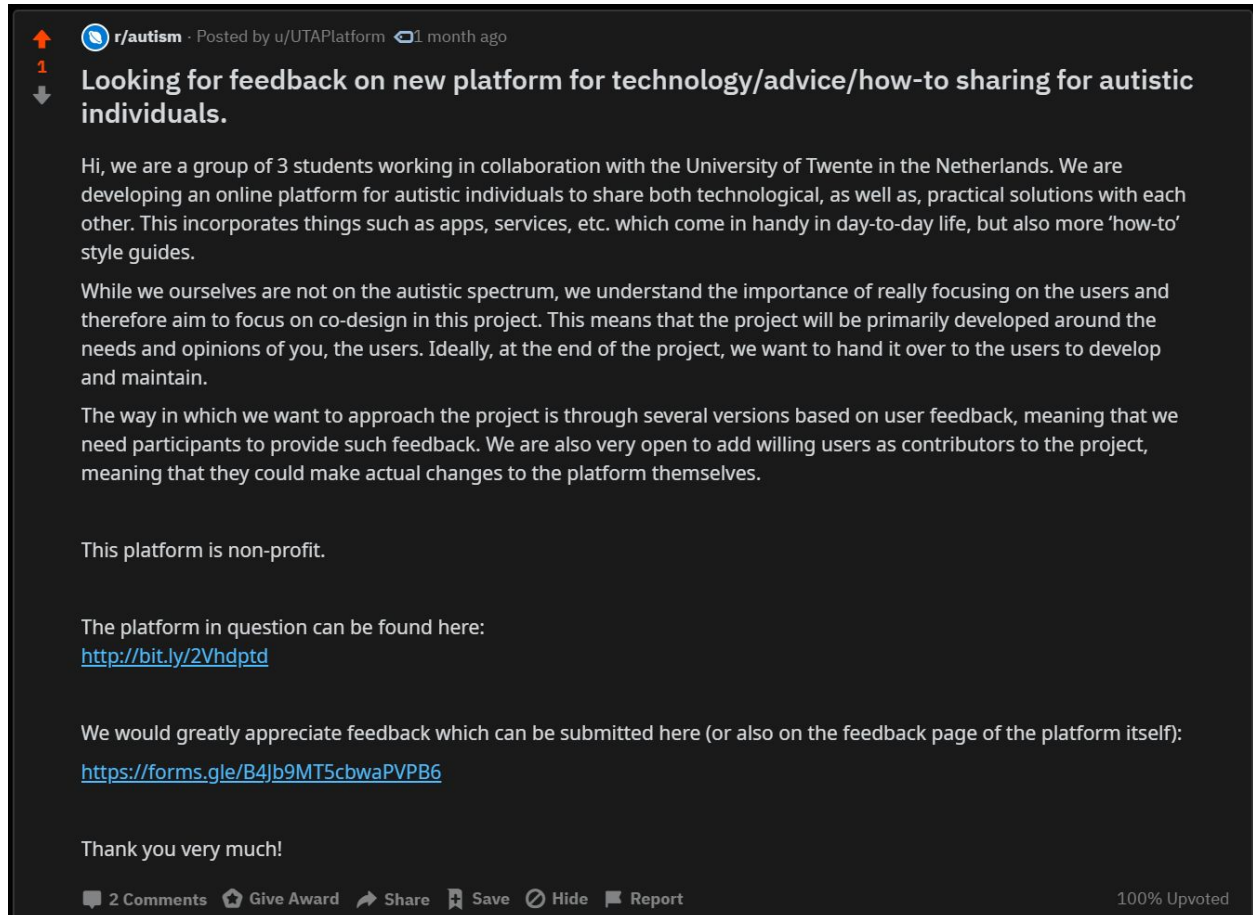 r/autism · Posted by u/UTAPlatform 1 month ago
1
Looking for feedback on new platform for technology/advice/how-to sharing for autistic
individuals.
Hi, we are a group of 3 students working in collaboration with the University of Twente in the Netherlands. We are
developing an online platform for autistic individuals to share both technological, as well as, practical solutions with each
other. This incorporates things such as apps, services, etc. which come in handy in day-to-day life, but also more ‘how-to’
style guides.
While we ourselves are not on the autistic spectrum, we understand the importance of really focusing on the users and
therefore aim to focus on co-design in this project. This means that the project will be primarily developed around the
needs and opinions of you, the users. Ideally, at the end of the project, we want to hand it over to the users to develop
and maintain.
The way in which we want to approach the project is through several versions based on user feedback, meaning that we
need participants to provide such feedback. We are also very open to add willing users as contributors to the project,
meaning that they could make actual changes to the platform themselves.
This platform is non-profit.
The platform in question can be found here:
http://bit.ly/2Vhdptd
We would greatly appreciate feedback which can be submitted here (or also on the feedback page of the platform itself):
https://forms.gle/B4Jb9MT5cbwaPVPB6
Thank you very much!
2 Comments Give Award Share Save Hide Report 100% Upvoted